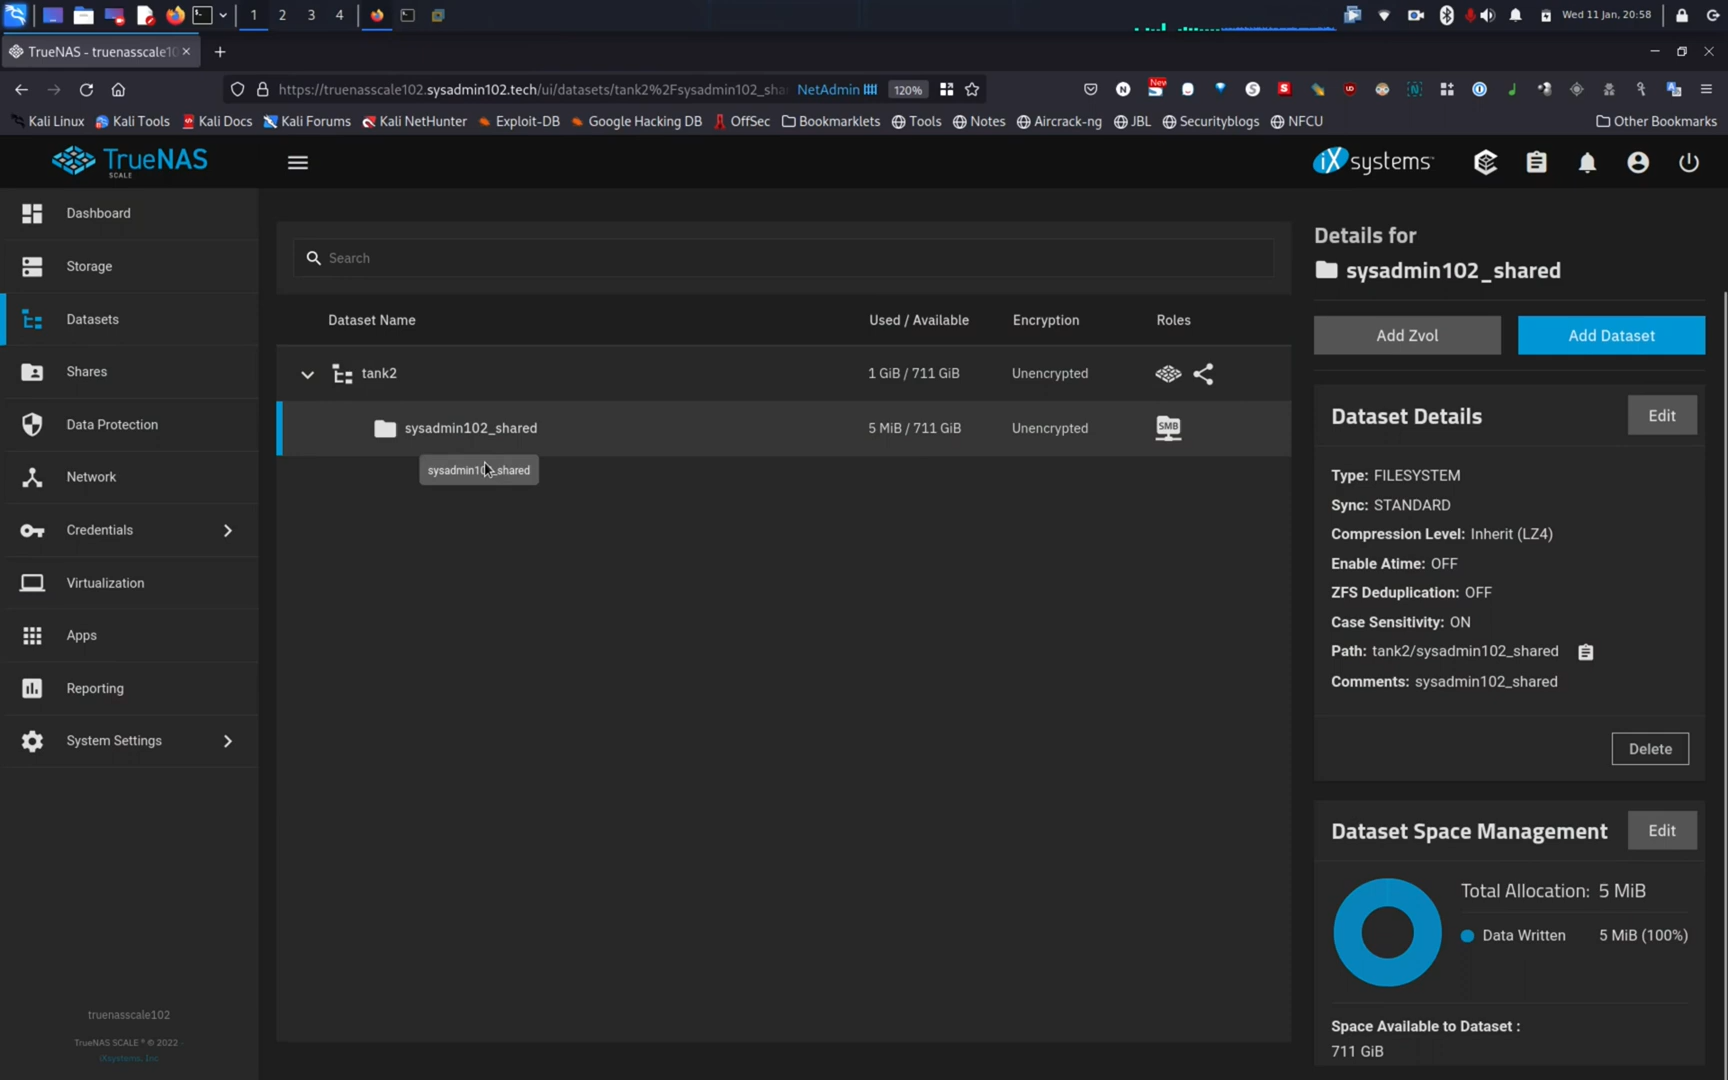 1 2 3 4
Wed 11 Jan, 20:58
TrueNAS - truenasscale10
https://truenasscale102.sysadmin102.tech/ui/datasets/tank2%2Fsysadmin102_sha
NetAdmin
120%
New
Kali Linux Kali Tools Kali Docs Kali Forums Kali NetHunter Exploit-DB Google Hacking DB OffSec Bookmarklets Tools Notes Aircrack-ng JBL Securityblogs NFCU Other Bookmarks
TrueNAS
SCALE
iXsystems
Dashboard
Storage
Datasets
Shares
Data Protection
Network
Credentials
Virtualization
Apps
Reporting
System Settings
truenasscale102
TrueNAS SCALE ® © 2022 -
iXsystems, Inc
Search
Dataset Name Used / Available Encryption Roles
tank2 1 GiB / 711 GiB Unencrypted
sysadmin102_shared 5 MiB / 711 GiB Unencrypted SMB
Details for
sysadmin102_shared
Add Zvol Add Dataset
Dataset Details Edit
Type: FILESYSTEM
Sync: STANDARD
Compression Level: Inherit (LZ4)
Enable Atime: OFF
ZFS Deduplication: OFF
Case Sensitivity: ON
Path: tank2/sysadmin102_shared
Comments: sysadmin102_shared
Delete
Dataset Space Management Edit
Total Allocation: 5 MiB
Data Written 5 MiB (100%)
Space Available to Dataset :
711 GiB